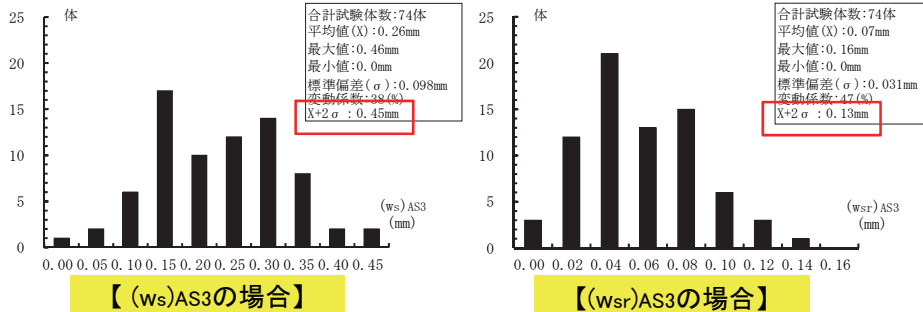 体
25
20
15
10
5
0
合計試験体数:74体
平均値(X):0.26mm
最大値:0.46mm
最小値:0.0mm
標準偏差(σ):0.098mm
変動係数:38(%)
X+2σ:0.45mm
(ws)AS3
(mm)
0.00 0.05 0.10 0.15 0.20 0.25 0.30 0.35 0.40 0.45
【 (ws)AS3の場合】
体
25
20
15
10
5
0
合計試験体数:74体
平均値(X):0.07mm
最大値:0.16mm
最小値:0.0mm
標準偏差(σ):0.031mm
変動係数:47(%)
X+2σ:0.13mm
(wsr)AS3
(mm)
0.00 0.02 0.04 0.06 0.08 0.10 0.12 0.14 0.16
【(wsr)AS3の場合】